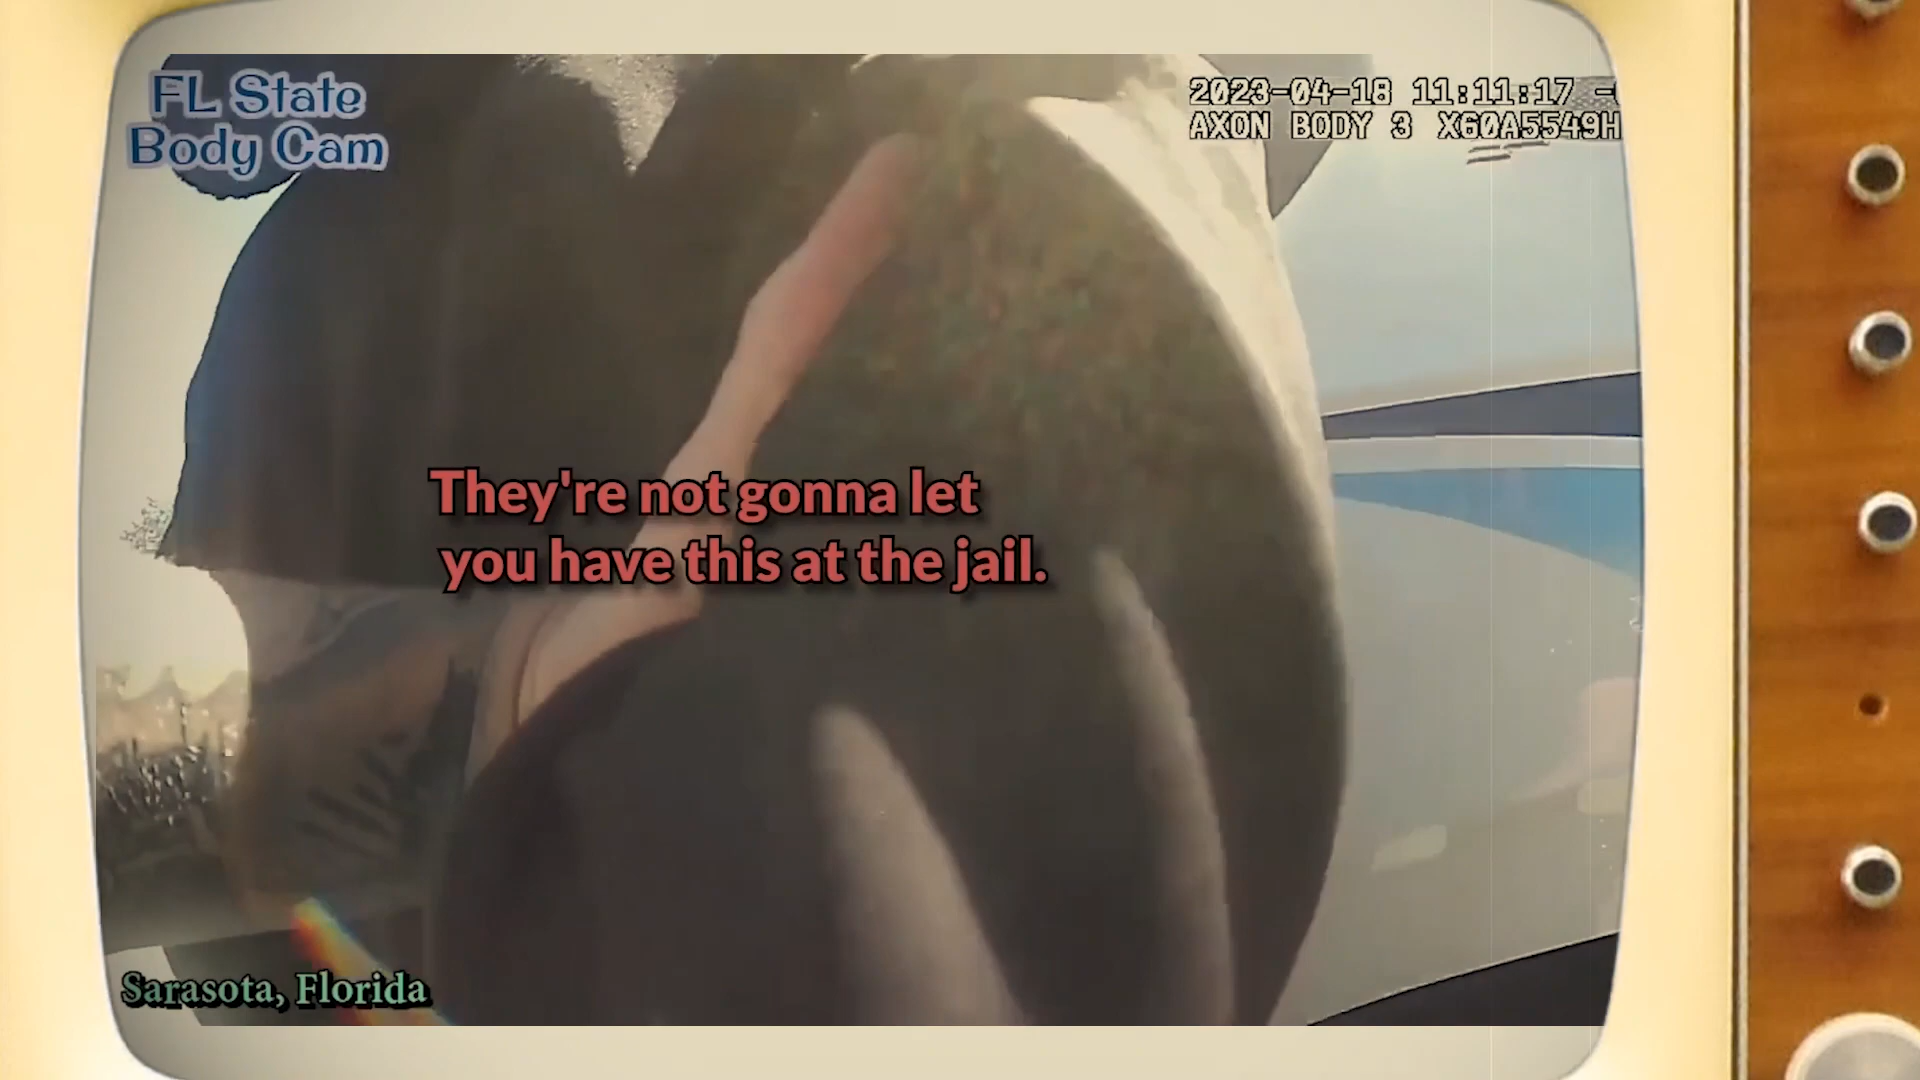 FL State
Body Cam
2023-04-18 11:11:17
AXON BODY 3 X60A5549H
They're not gonna let
you have this at the jail.
Sarasota, Florida